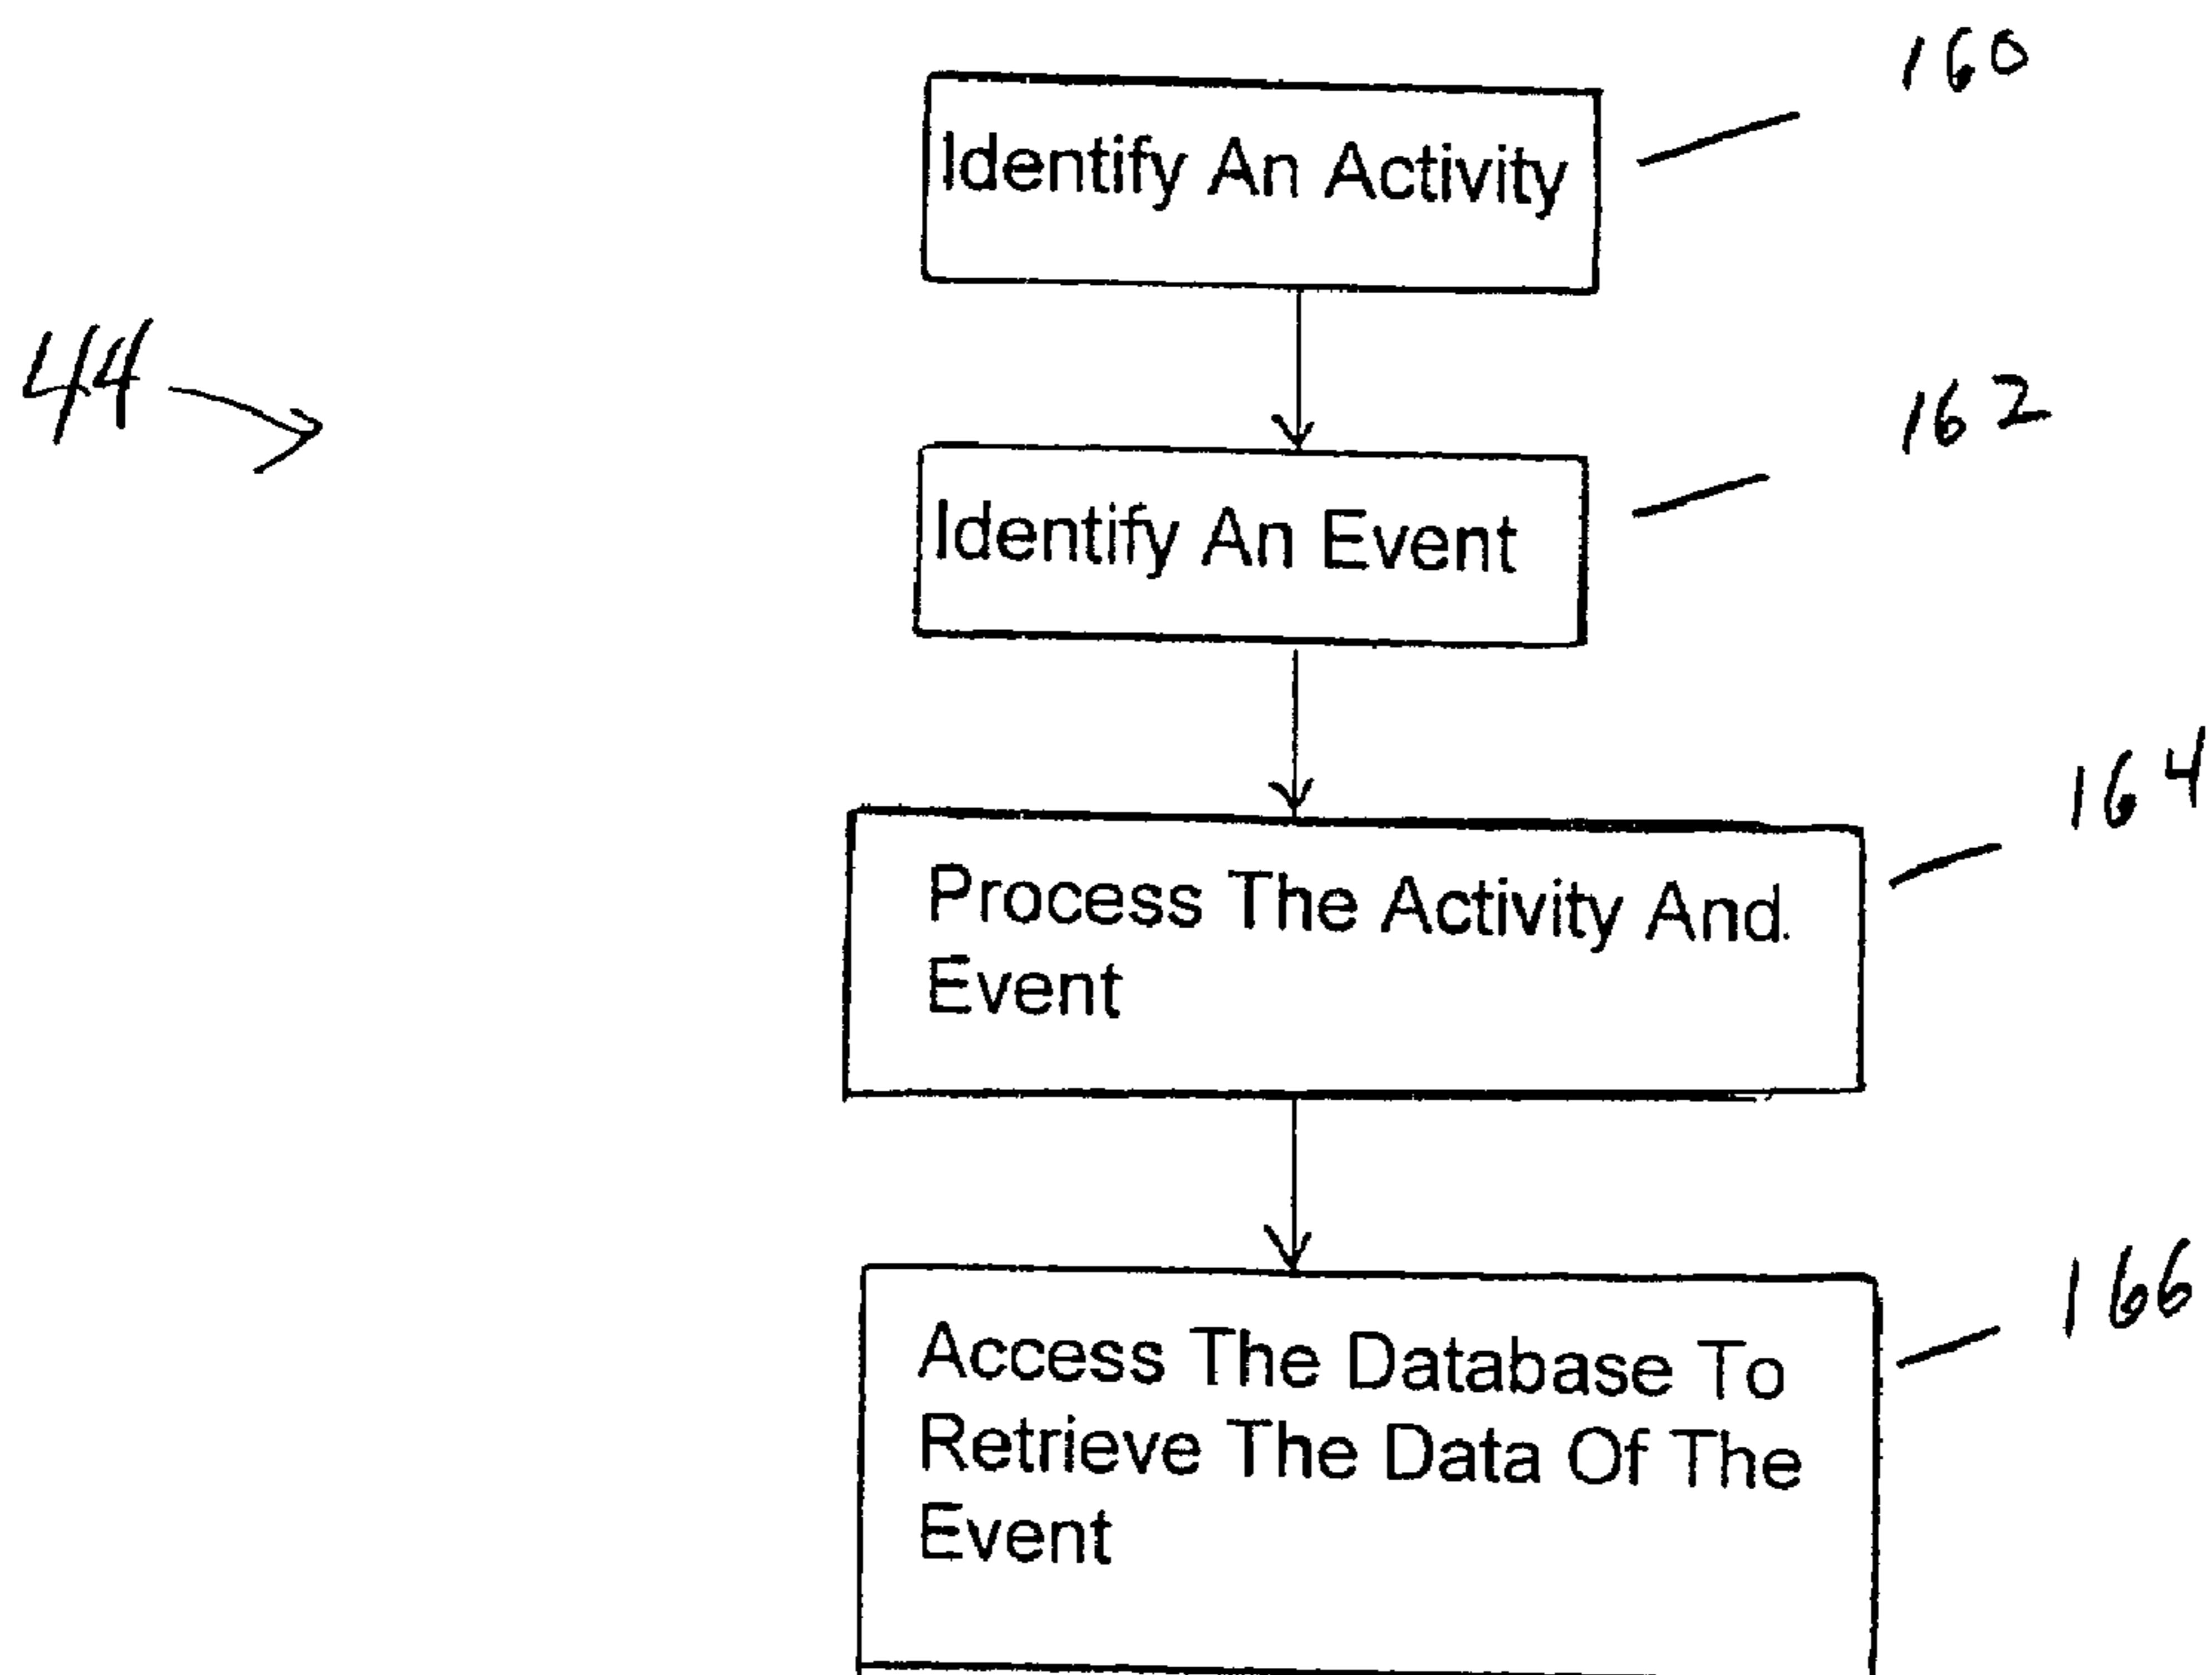 160
Identify An Activity
44
162
Identify An Event
164
Process The Activity And
Event
166
Access The Database To
Retrieve The Data Of The
Event